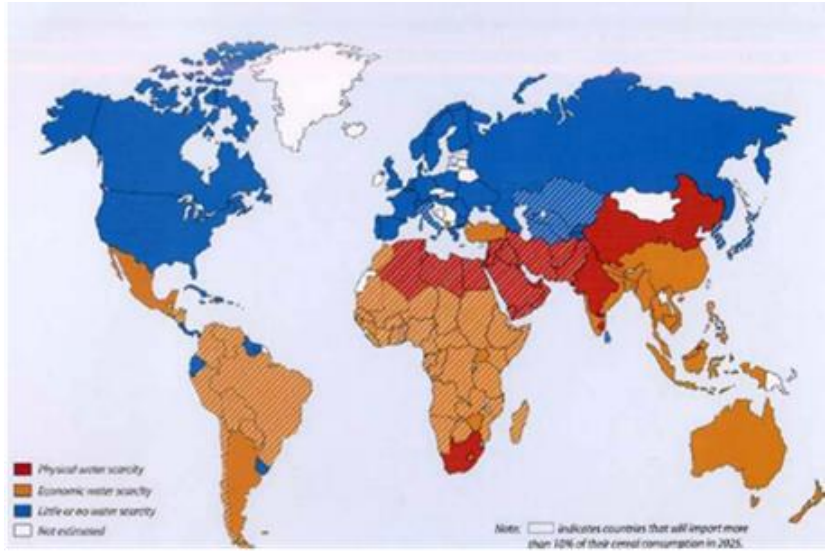 Physical water scarcity
Economic water scarcity
Little or no water scarcity
Not estimated
Note: indicates countries that will import more
than 10% of their cereal consumption in 2025.